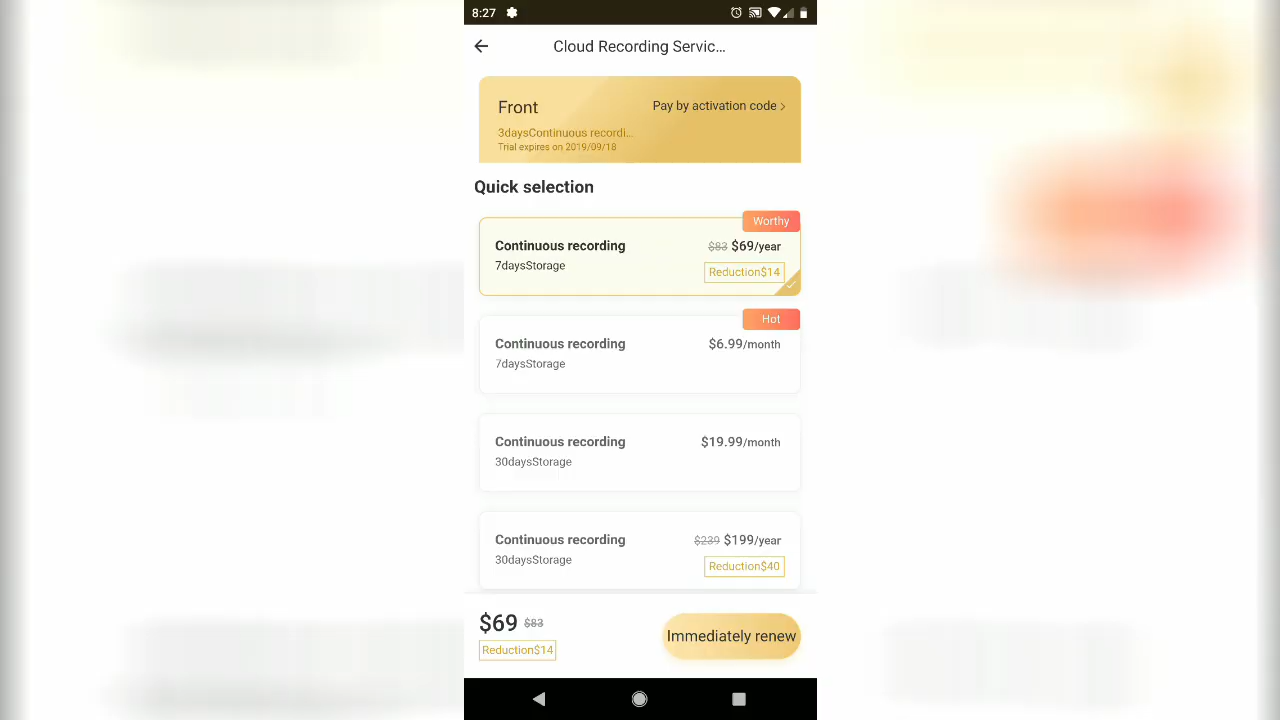 8:27
Cloud Recording Servic...
Front
Pay by activation code >
3daysContinuous recordi...
Trial expires on 2019/09/18
Quick selection
Worthy
Continuous recording
$83 $69/year
7daysStorage
Reduction$14
Hot
Continuous recording
$6.99/month
7daysStorage
Continuous recording
$19.99/month
30daysStorage
Continuous recording
$239 $199/year
30daysStorage
Reduction$40
$69 $83
Reduction$14
Immediately renew